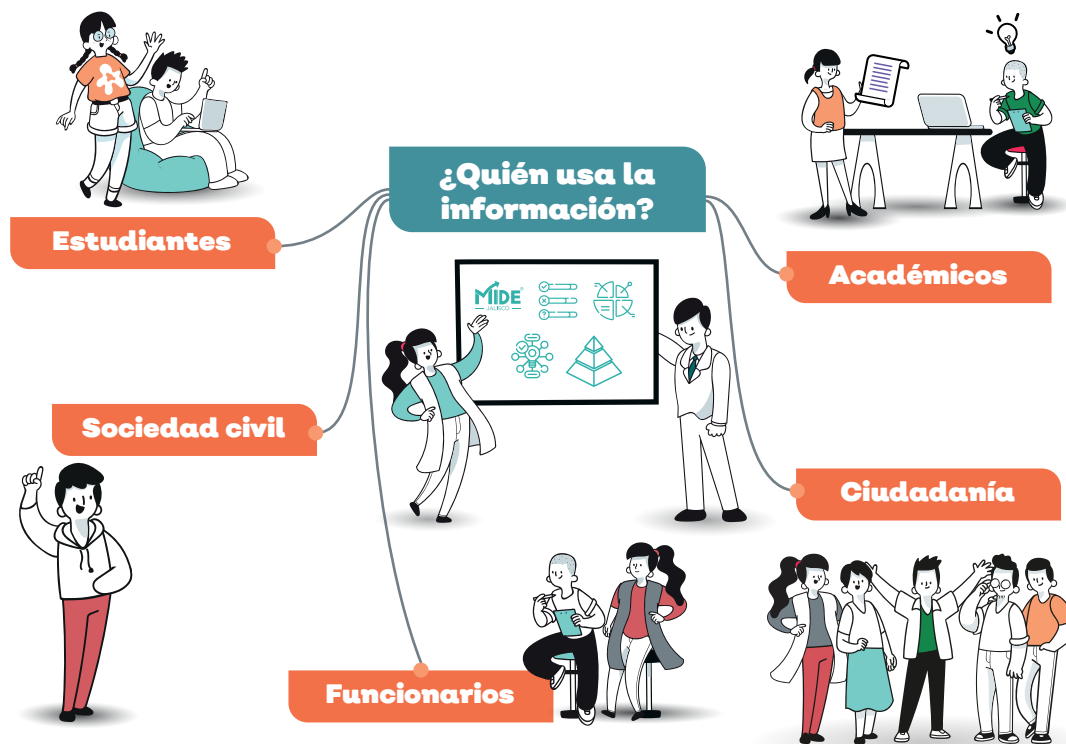 ¿Quién usa la
información?
Estudiantes
Académicos
MIDE
JALISCO
Sociedad civil
Ciudadanía
Funcionarios